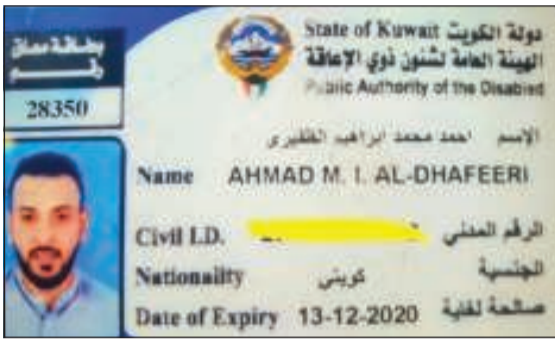 بطاقة معاق
رقم
28350
State of Kuwait دولة الكويت
الهيئة العامة لشئون ذوي الإعاقة
Public Authority of the Disabled
الاسم احمد محمد ابراهيم الظفيري
Name AHMAD M. I. AL-DHAFEERI
Civil I.D. الرقم المدني
Nationality كويتي الجنسية
Date of Expiry 13-12-2020 صالحة لغاية